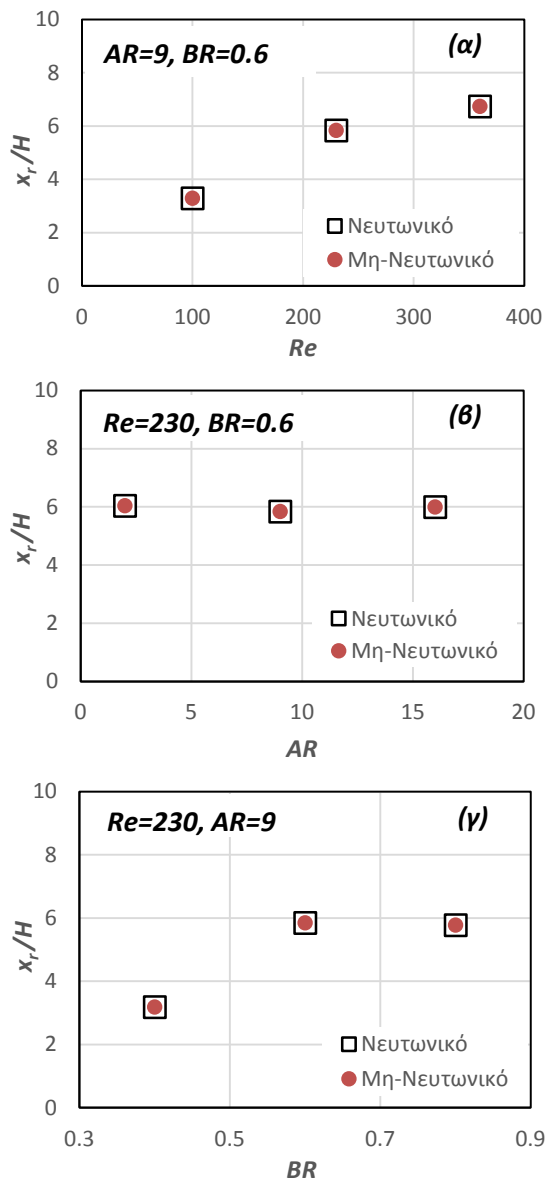 AR=9, BR=0.6
(α)
10
8
6
4
2
0
x_r/H
Νευτωνικό
Μη-Νευτωνικό
0 100 200 300 400
Re
Re=230, BR=0.6
(β)
10
8
6
4
2
0
x_r/H
Νευτωνικό
Μη-Νευτωνικό
0 5 10 15 20
AR
Re=230, AR=9
(γ)
10
8
6
4
2
0
x_r/H
Νευτωνικό
Μη-Νευτωνικό
0.3 0.5 0.7 0.9
BR